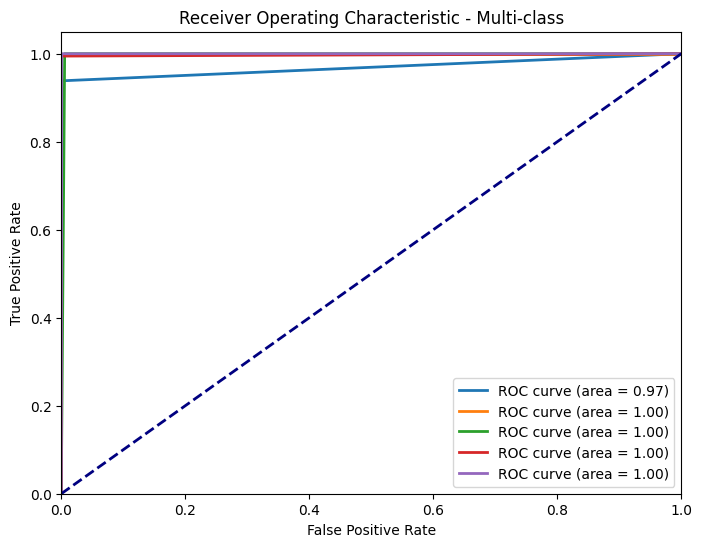 Receiver Operating Characteristic - Multi-class
True Positive Rate
1.0
0.8
0.6
0.4
0.2
0.0
ROC curve (area = 0.97)
ROC curve (area = 1.00)
ROC curve (area = 1.00)
ROC curve (area = 1.00)
ROC curve (area = 1.00)
0.0 0.2 0.4 0.6 0.8 1.0
False Positive Rate